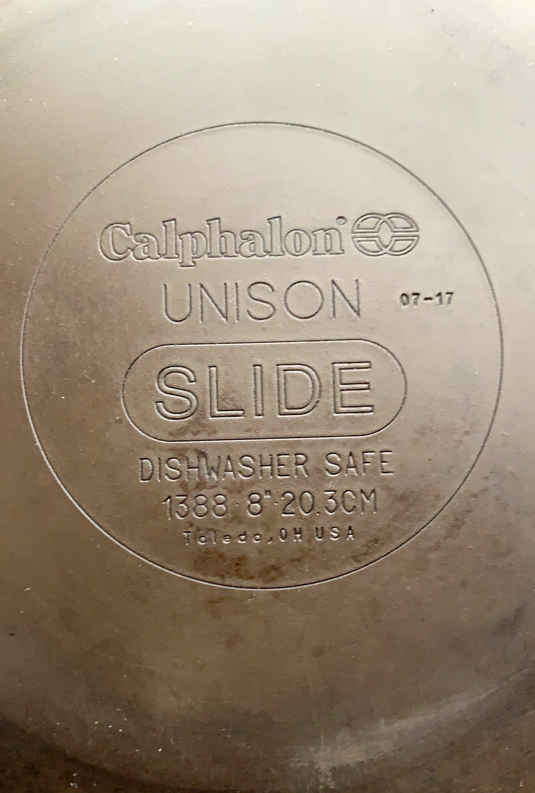 Calphalon®
UNISON
07-17
SLIDE
DISHWASHER SAFE
1388·8"·20.3CM
Toledo,OH USA